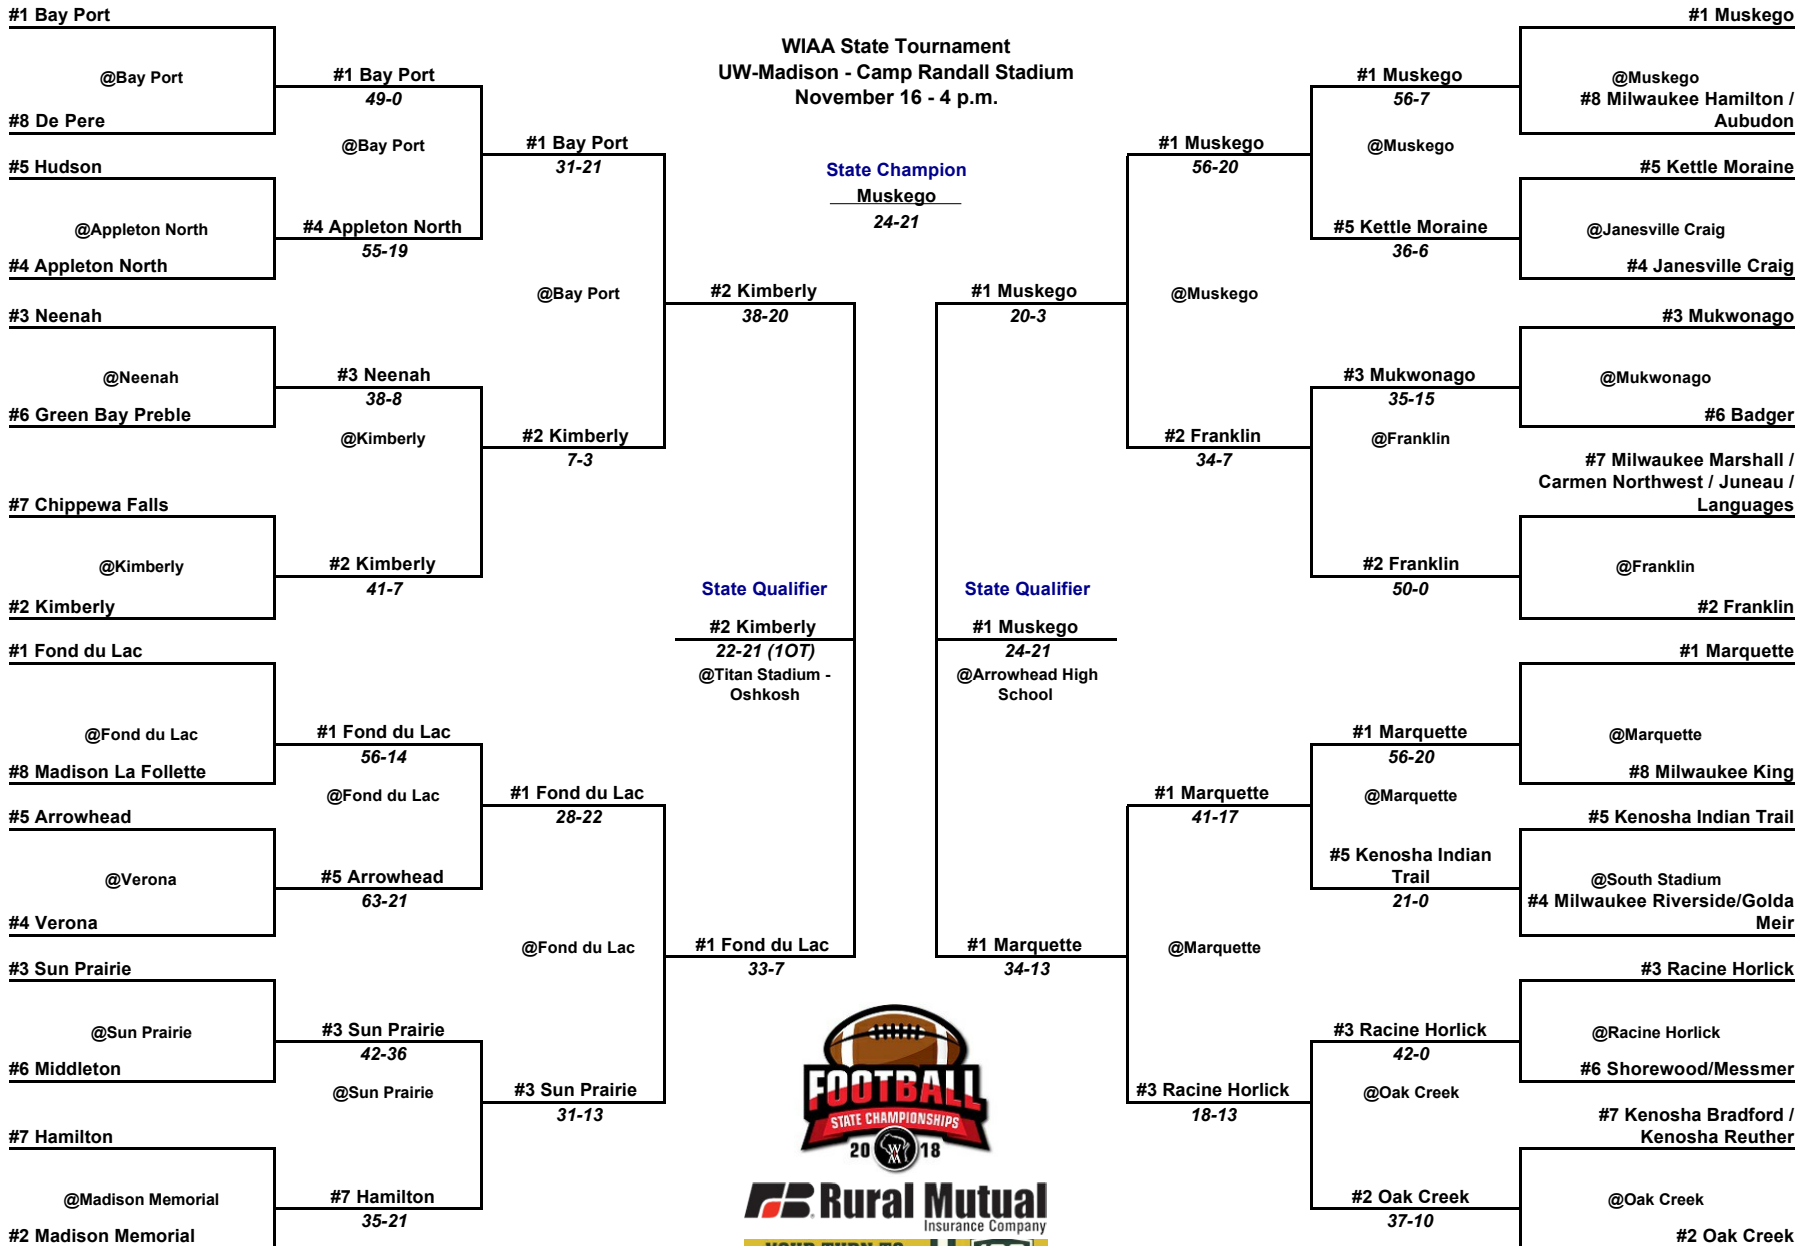 #1 Bay Port
@Bay Port
#8 De Pere
#5 Hudson
@Appleton North
#4 Appleton North
#3 Neenah
@Neenah
#6 Green Bay Preble
#7 Chippewa Falls
@Kimberly
#2 Kimberly
#1 Fond du Lac
@Fond du Lac
#8 Madison La Follette
#5 Arrowhead
@Verona
#4 Verona
#3 Sun Prairie
@Sun Prairie
#6 Middleton
#7 Hamilton
@Madison Memorial
#2 Madison Memorial
#1 Bay Port
49-0
@Bay Port
#4 Appleton North
55-19
#3 Neenah
38-8
@Kimberly
#2 Kimberly
41-7
#1 Fond du Lac
56-14
@Fond du Lac
#5 Arrowhead
63-21
#3 Sun Prairie
42-36
@Sun Prairie
#7 Hamilton
35-21
#1 Bay Port
31-21
@Bay Port
#2 Kimberly
7-3
#1 Fond du Lac
28-22
@Fond du Lac
#3 Sun Prairie
31-13
#2 Kimberly
38-20
State Qualifier
#2 Kimberly
22-21 (1OT)
@Titan Stadium -
Oshkosh
#1 Fond du Lac
33-7
WIAA State Tournament
UW-Madison - Camp Randall Stadium
November 16 - 4 p.m.
State Champion
Muskego
24-21
#1 Muskego
20-3
State Qualifier
#1 Muskego
24-21
@Arrowhead High
School
#1 Marquette
34-13
FOOTBALL
STATE CHAMPIONSHIPS
20 18
Rural Mutual
Insurance Company
YOUR TURN TO
#1 Muskego
56-20
@Muskego
#2 Franklin
34-7
#1 Marquette
41-17
@Marquette
#3 Racine Horlick
18-13
#1 Muskego
56-7
@Muskego
#5 Kettle Moraine
36-6
#3 Mukwonago
35-15
@Franklin
#2 Franklin
50-0
#1 Marquette
56-20
@Marquette
#5 Kenosha Indian
Trail
21-0
#3 Racine Horlick
42-0
@Oak Creek
#2 Oak Creek
37-10
#1 Muskego
@Muskego
#8 Milwaukee Hamilton /
Aubudon
#5 Kettle Moraine
@Janesville Craig
#4 Janesville Craig
#3 Mukwonago
@Mukwonago
#6 Badger
#7 Milwaukee Marshall /
Carmen Northwest / Juneau /
Languages
@Franklin
#2 Franklin
#1 Marquette
@Marquette
#8 Milwaukee King
#5 Kenosha Indian Trail
@South Stadium
#4 Milwaukee Riverside/Golda
Meir
#3 Racine Horlick
@Racine Horlick
#6 Shorewood/Messmer
#7 Kenosha Bradford /
Kenosha Reuther
@Oak Creek
#2 Oak Creek